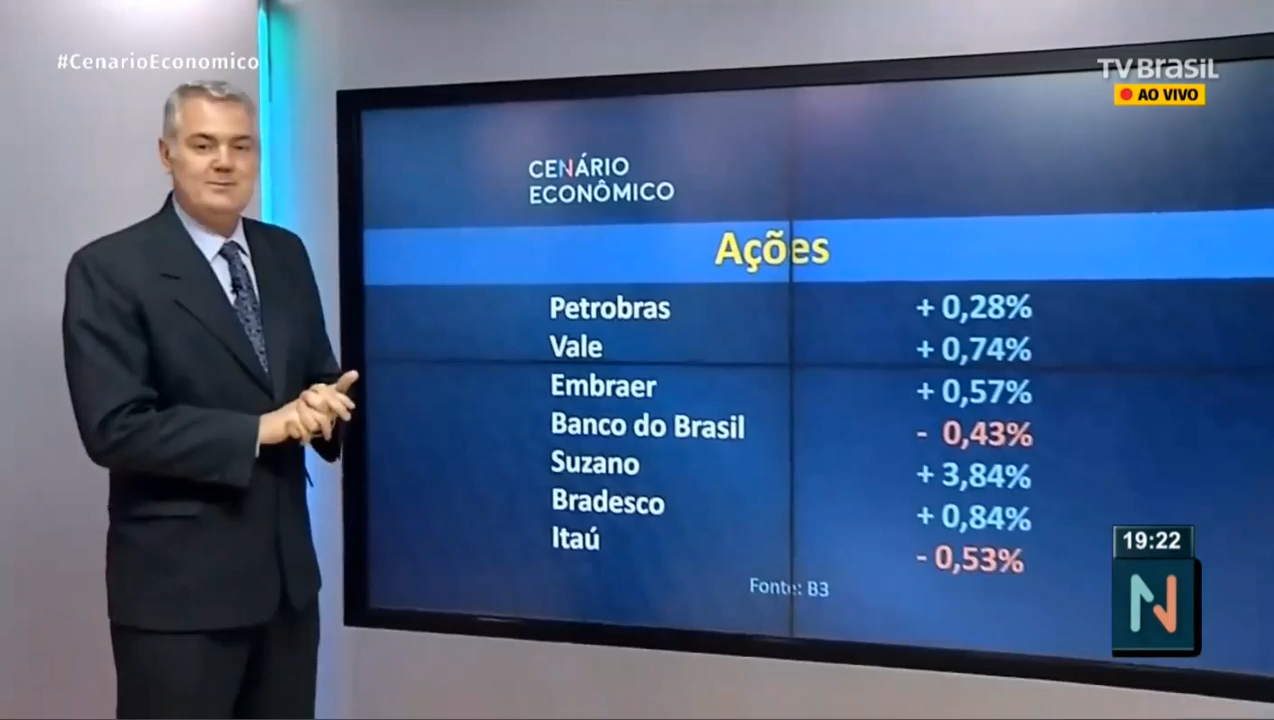 #CenarioEconomico
TV BRASIL
AO VIVO
CENÁRIO
ECONÔMICO
Ações
Petrobras + 0,28%
Vale + 0,74%
Embraer + 0,57%
Banco do Brasil - 0,43%
Suzano + 3,84%
Bradesco + 0,84%
Itaú - 0,53%
Fonte: B3
19:22
N